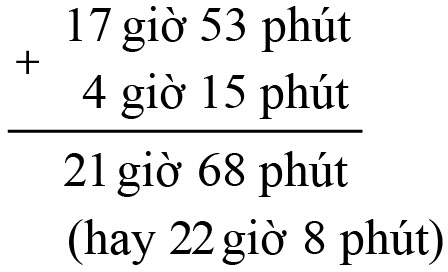 17 giờ 53 phút
+
4 giờ 15 phút
21 giờ 68 phút
(hay 22 giờ 8 phút)